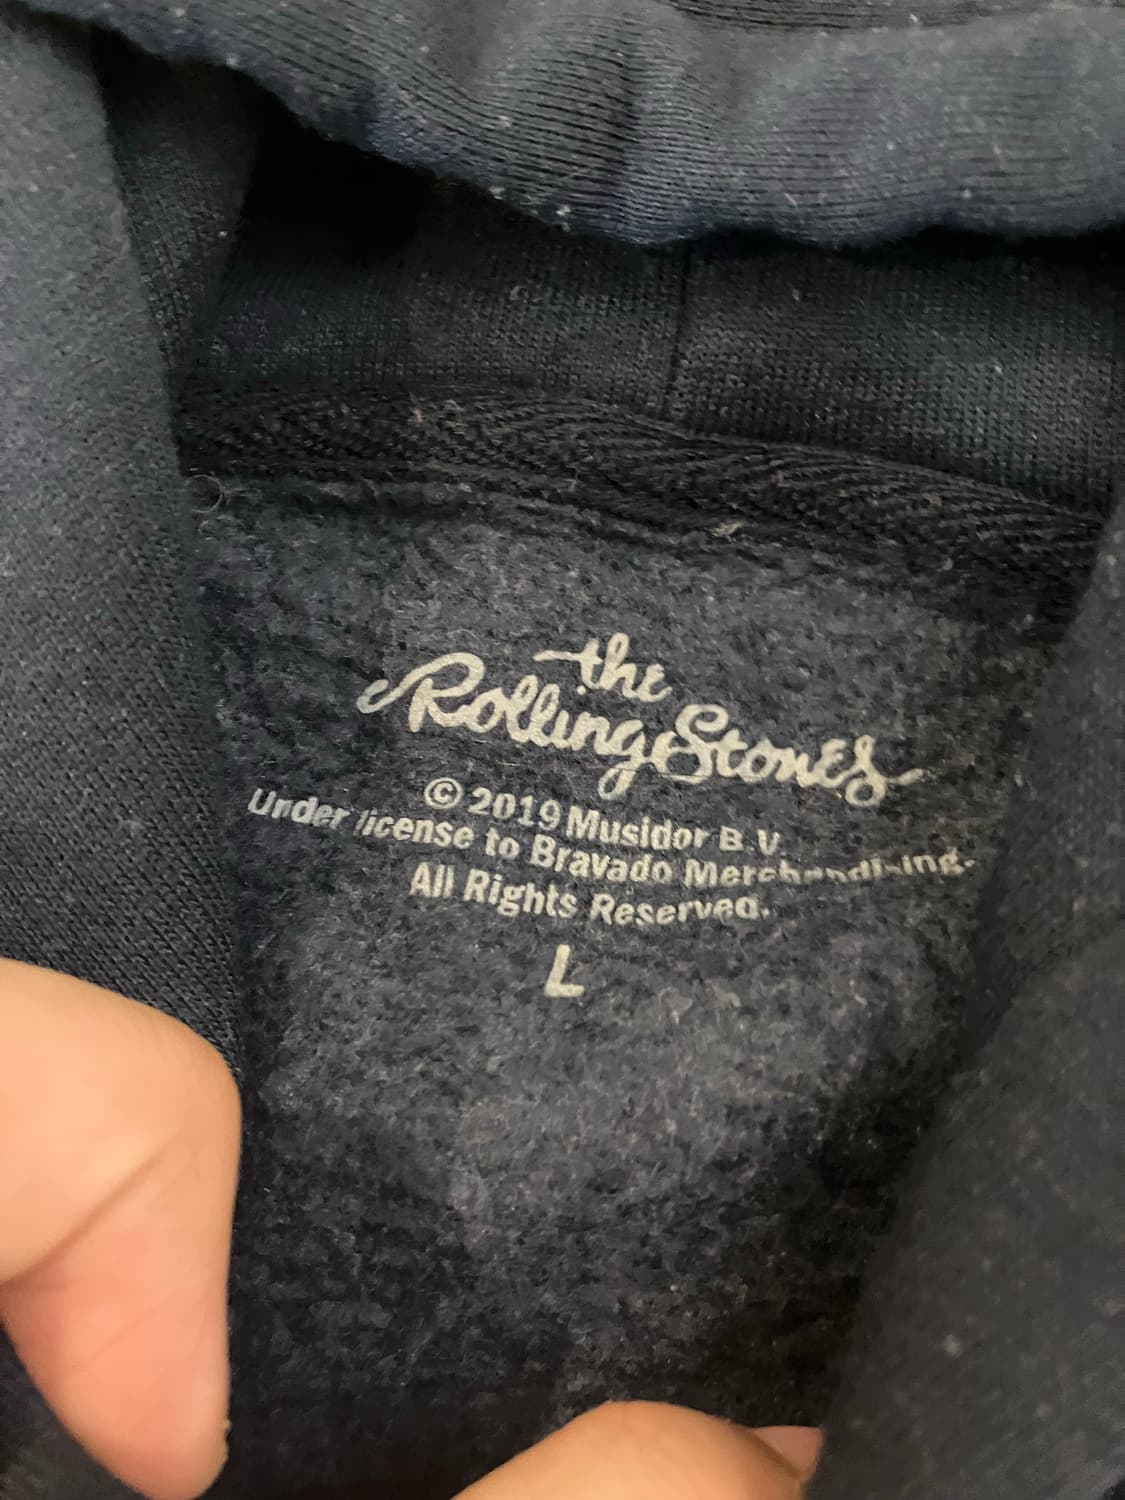 the
Rolling Stones
© 2019 Musidor B.V.
Under license to Bravado Merchandising.
All Rights Reserved.
L